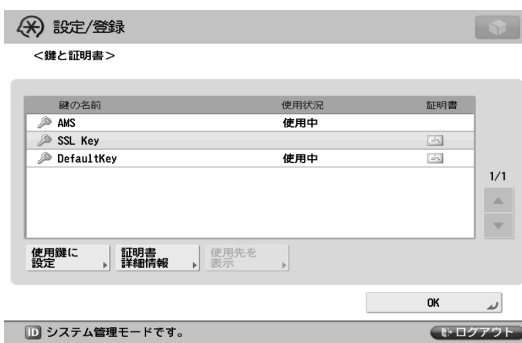 設定/登録
<鍵と証明書>
鍵の名前 使用状況 証明書
AMS 使用中
SSL Key
DefaultKey 使用中
1/1
使用鍵に設定
証明書詳細情報
使用先を表示
OK
ID システム管理モードです。 ログアウト